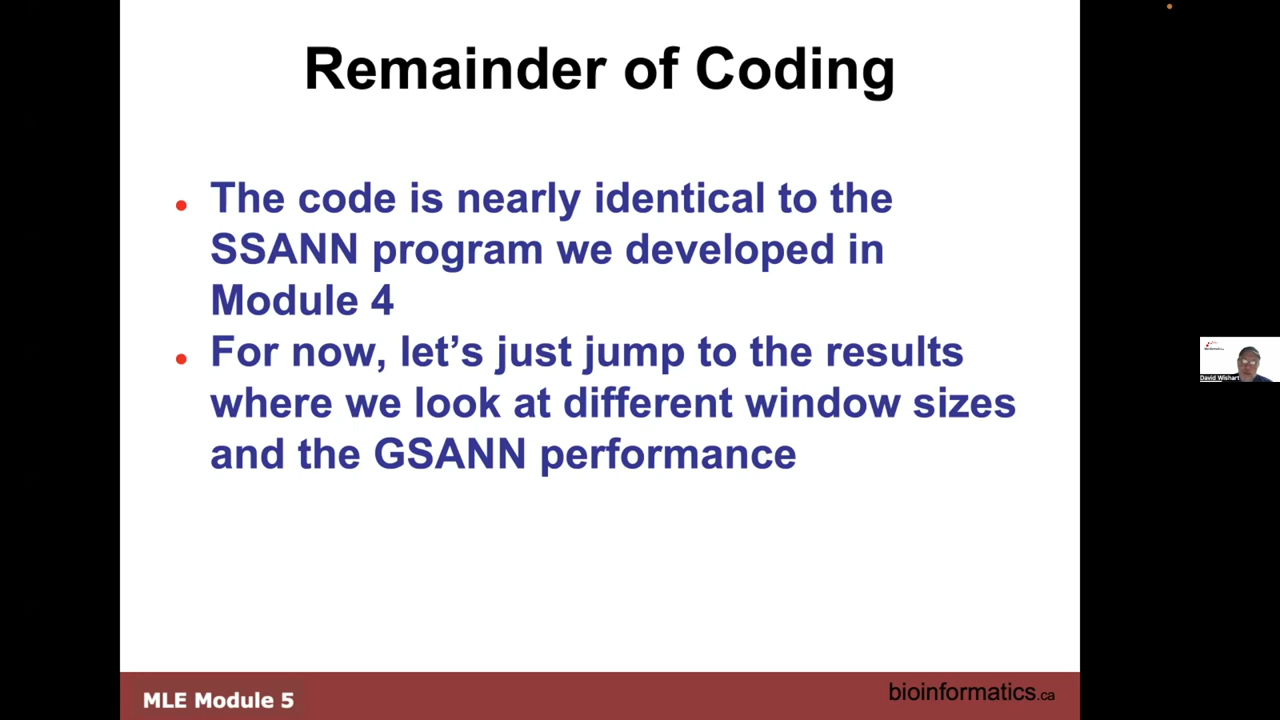 Remainder of Coding
The code is nearly identical to the
SSANN program we developed in
Module 4
For now, let’s just jump to the results
where we look at different window sizes
and the GSANN performance
David Wishart
MLE Module 5
bioinformatics.ca